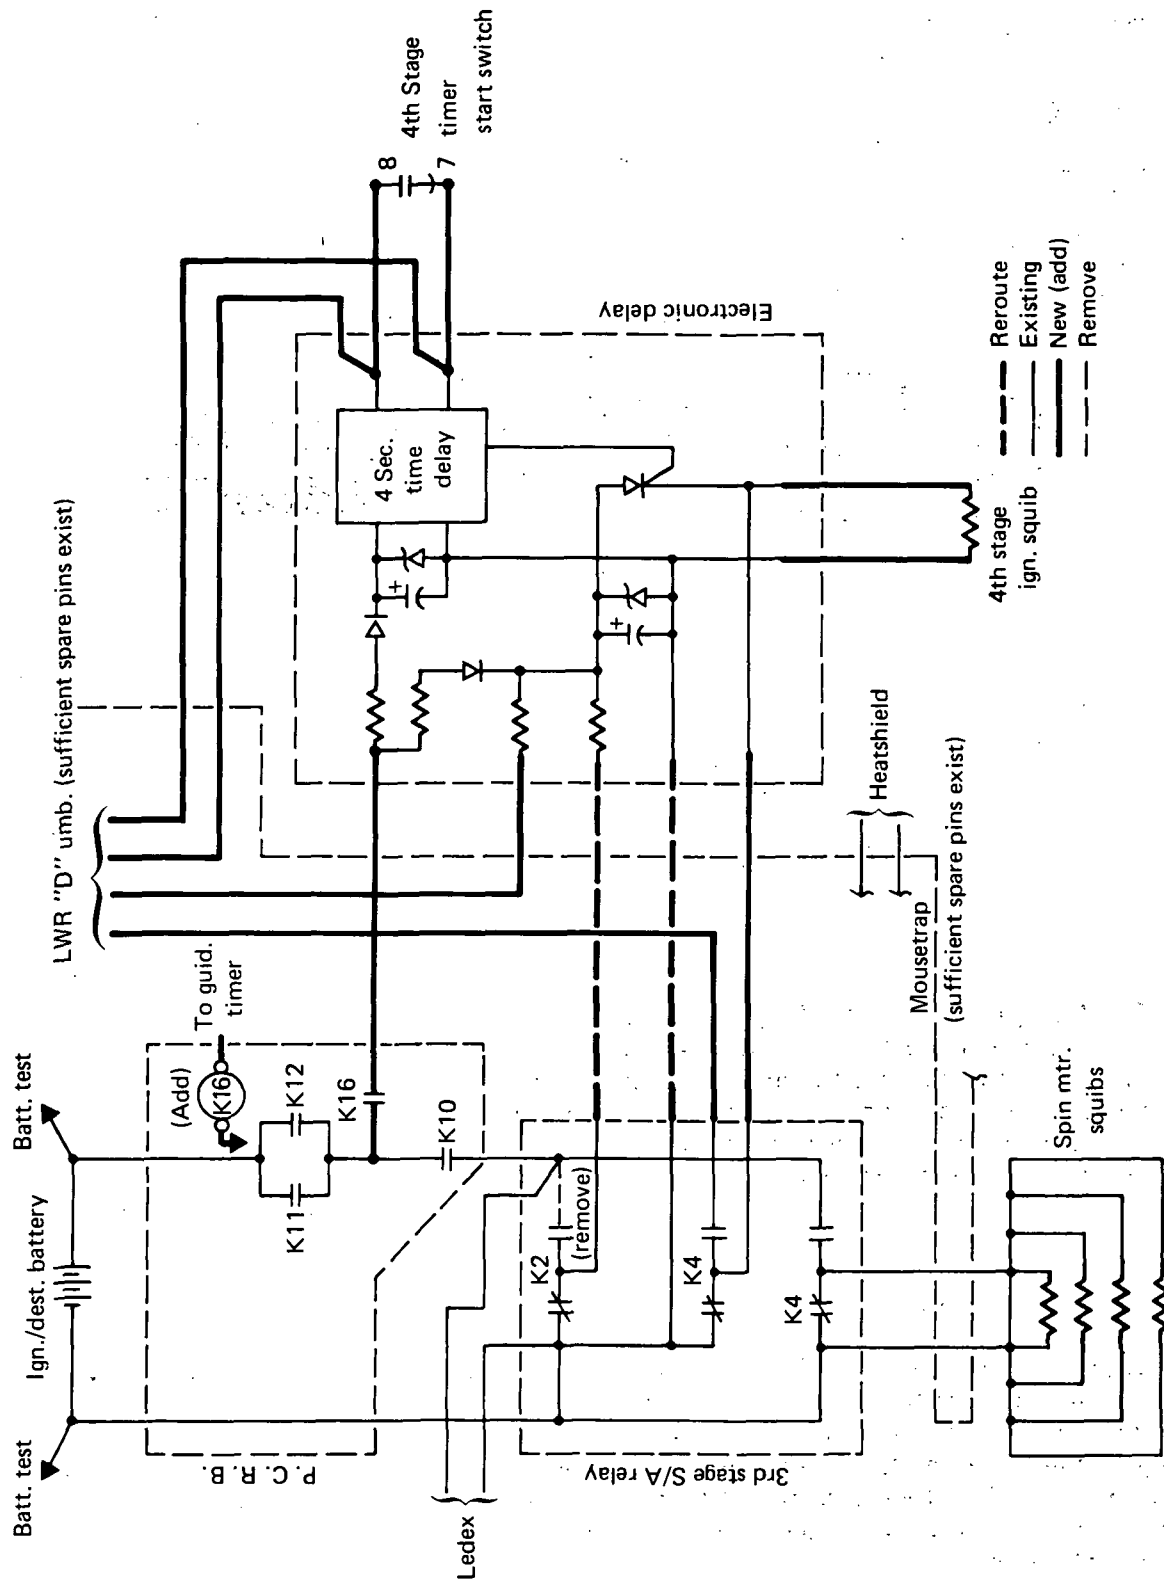 Batt. test
Ign./dest. battery
Batt. test
LWR "D" umb. (sufficient spare pins exist)
To guid.
timer
(Add)
K16
K11
K12
K16
K10
P. C. R. B.
Ledex
K2
(remove)
K4
K4
3rd stage S/A relay
4 Sec.
time
delay
Electronic delay
8
7
4th Stage
timer
start switch
Heatshield
Mousetrap
(sufficient spare pins exist)
Spin mtr.
squibs
4th stage
ign. squib
+
+
Reroute
Existing
New (add)
Remove